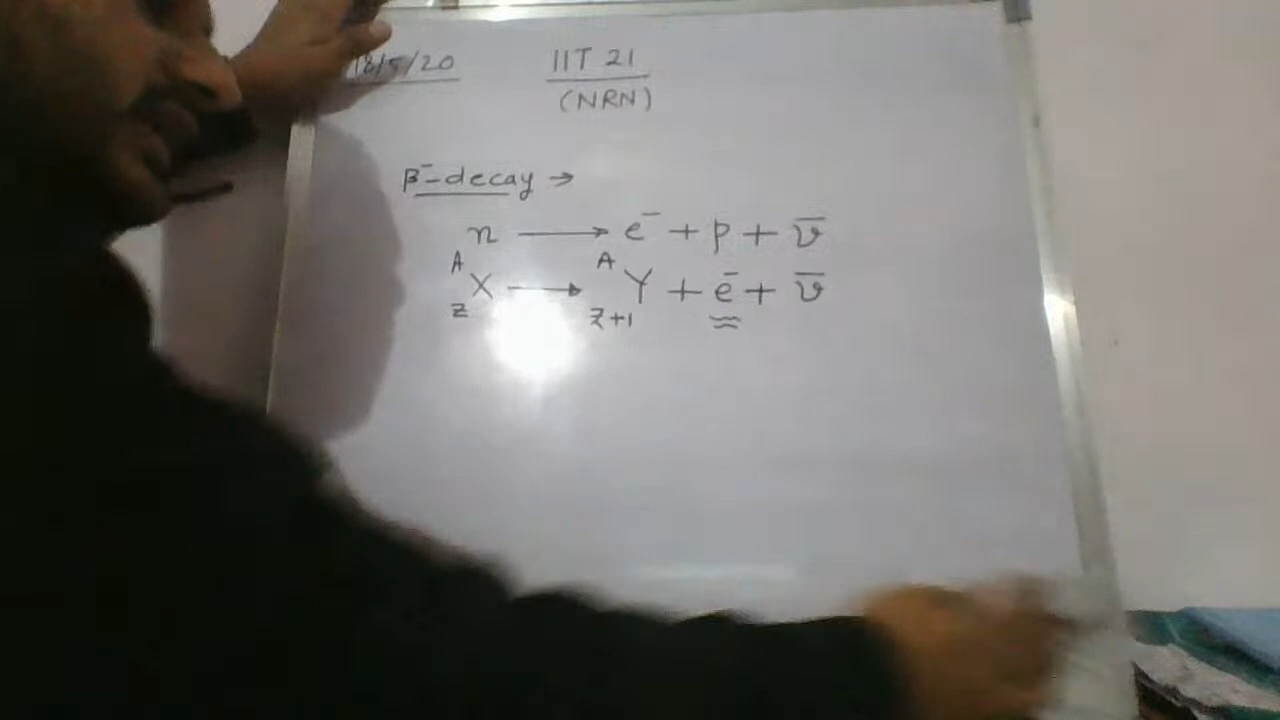 18/5/20 IIT 21
(NRN)
β⁻-decay →
n → e⁻ + p + ν̅
ᴬ_Z X → ᴬ_Z+1 Y + e⁻ + ν̅